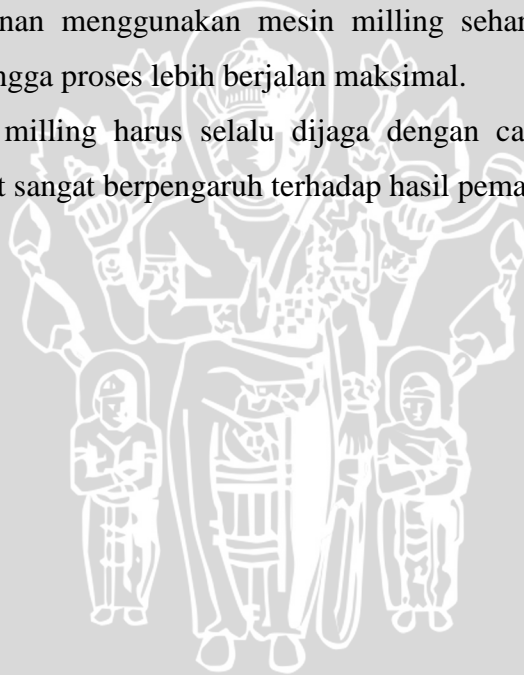 nan menggunakan mesin milling sehar
ngga proses lebih berjalan maksimal.
milling harus selalu dijaga dengan ca
t sangat berpengaruh terhadap hasil pema